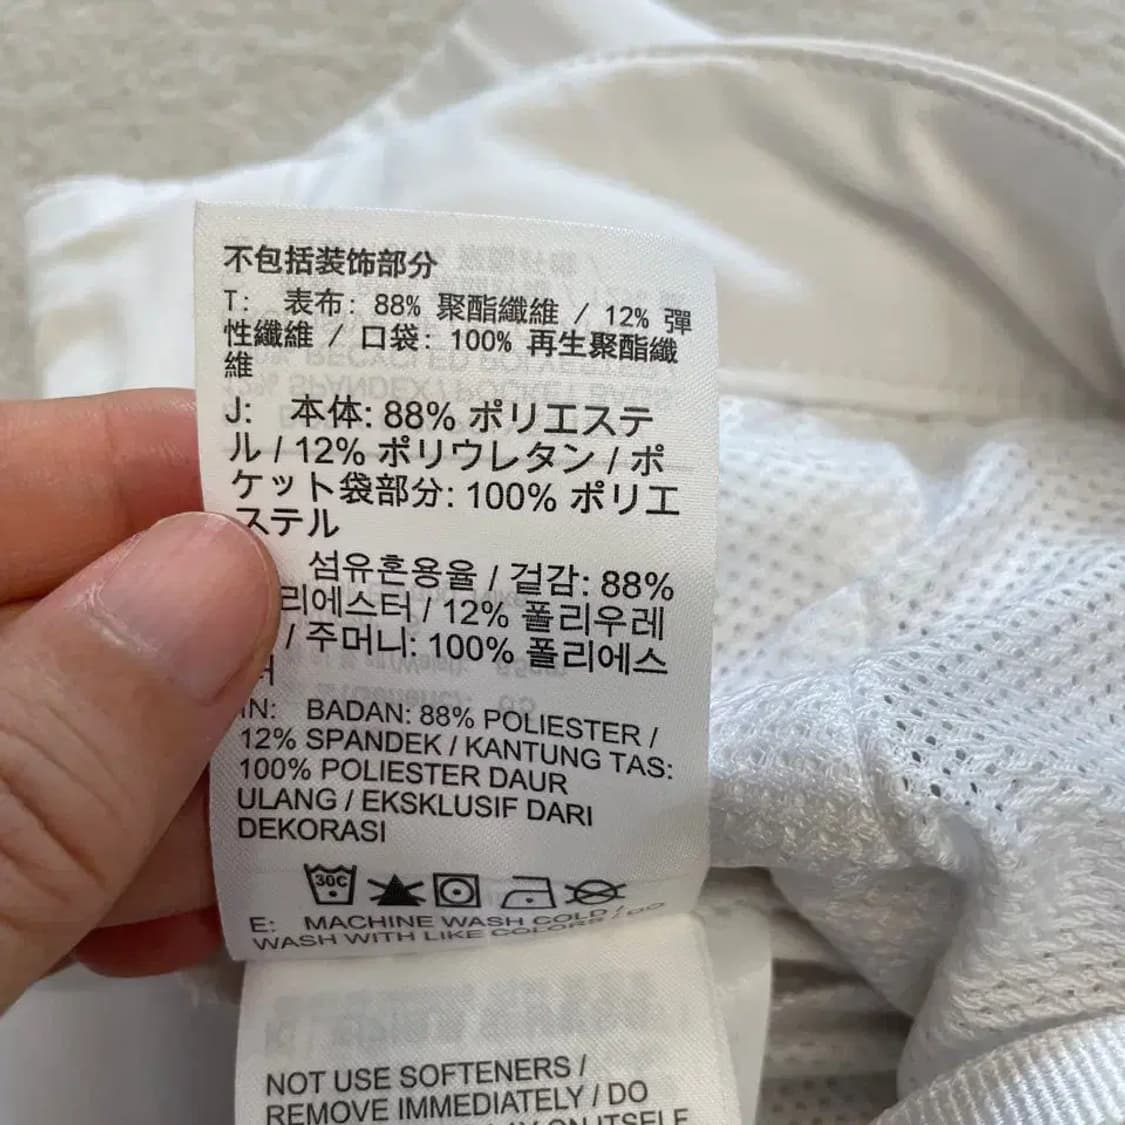 不包括装饰部分
T: 表布: 88% 聚酯纖維 / 12% 彈
性纖維 / 口袋: 100% 再生聚酯纖
維
J: 本体: 88% ポリエステ
ル / 12% ポリウレタン / ポ
ケット袋部分: 100% ポリエ
ステル
섬유혼용율 / 겉감: 88%
리에스터 / 12% 폴리우레
/ 주머니: 100% 폴리에스
터
IN: BADAN: 88% POLIESTER /
12% SPANDEK / KANTUNG TAS:
100% POLIESTER DAUR
ULANG / EKSKLUSIF DARI
DEKORASI
30C
E: MACHINE WASH COLD / DO
WASH WITH LIKE COLORS /
NOT USE SOFTENERS /
REMOVE IMMEDIATELY / DO
ON ITSELF